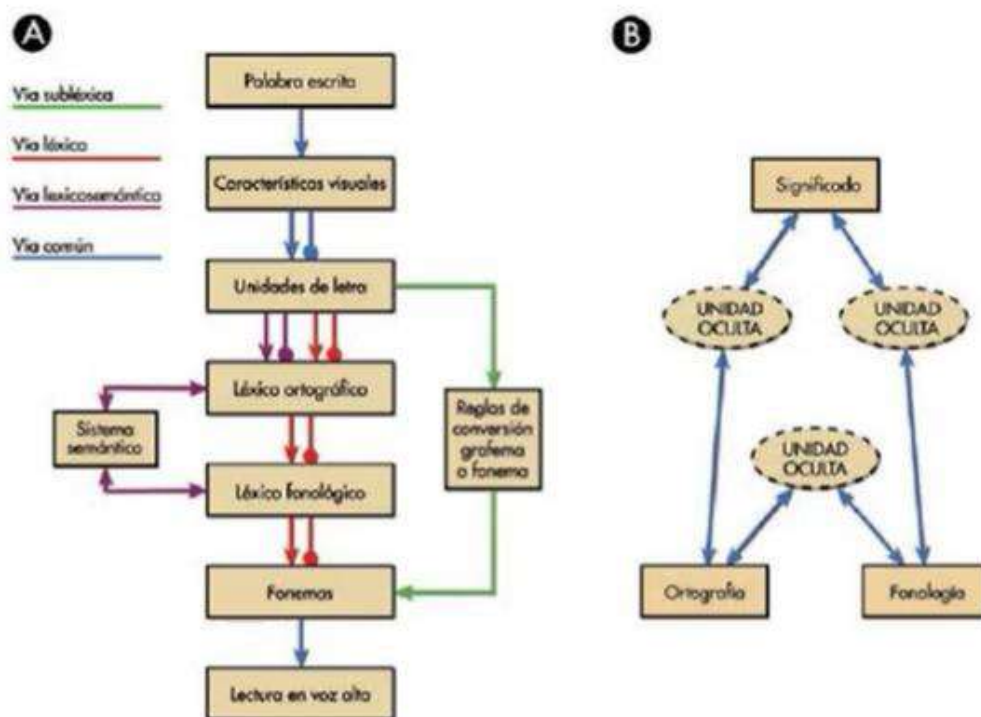 A
Vía subléxica
Vía léxica
Vía lexicosemántica
Vía común
Palabra escrita
Características visuales
Unidades de letra
Léxico ortográfico
Sistema
semántico
Léxico fonológico
Reglas de
conversión
grafema
a fonema
Fonemas
Lectura en voz alta
B
Significado
UNIDAD
OCULTA
UNIDAD
OCULTA
UNIDAD
OCULTA
Ortografía
Fonología